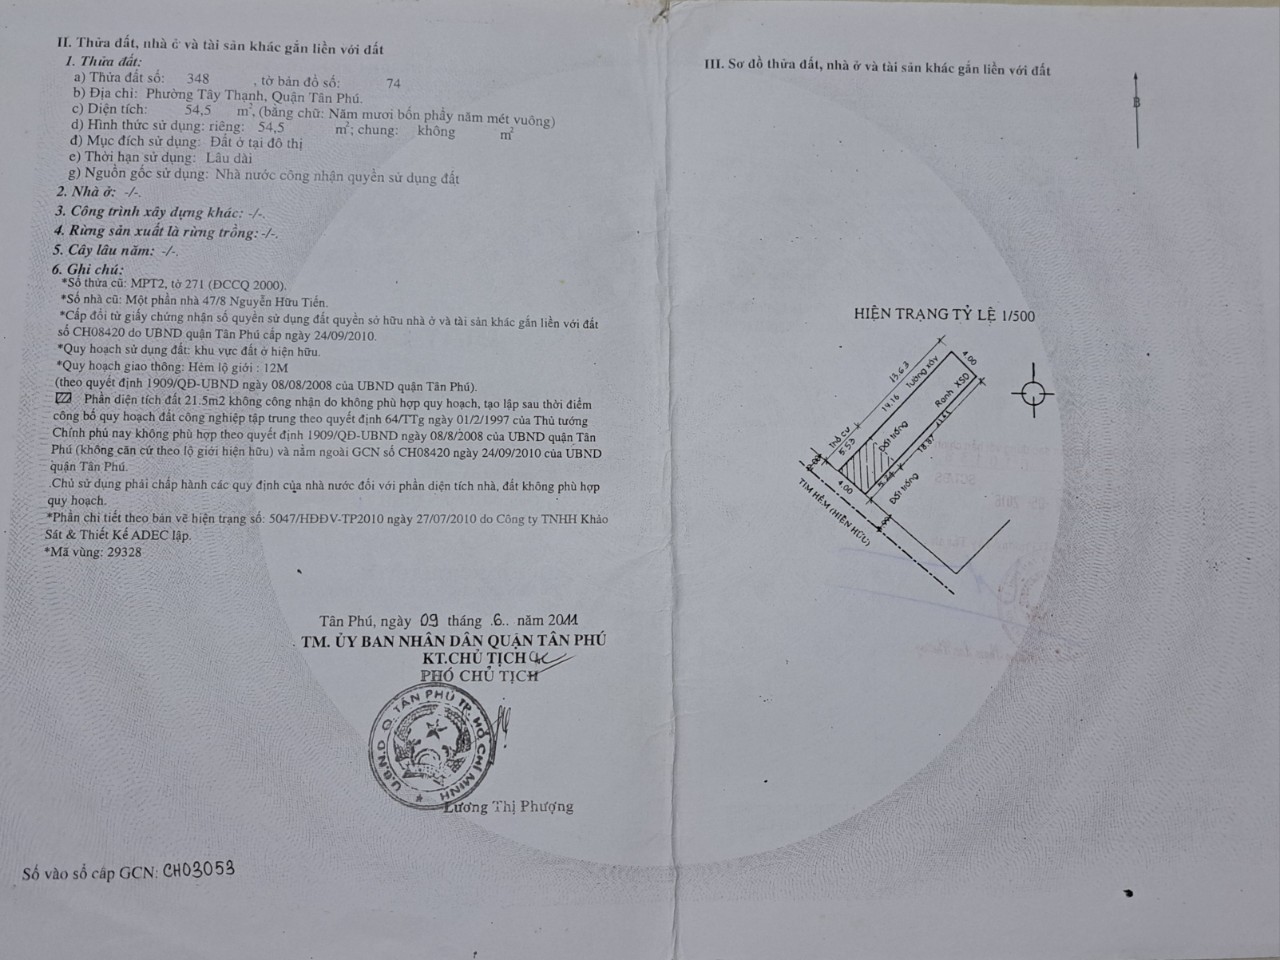 II. Thửa đất, nhà ở và tài sản khác gắn liền với đất
1. Thửa đất:
a) Thửa đất số: 348 , tờ bản đồ số: 74
b) Địa chỉ: Phường Tây Thạnh, Quận Tân Phú.
c) Diện tích: 54,5 m², (bằng chữ: Năm mươi bốn phẩy năm mét vuông)
d) Hình thức sử dụng: riêng: 54,5 m²; chung: không m²
đ) Mục đích sử dụng: Đất ở tại đô thị
e) Thời hạn sử dụng: Lâu dài
g) Nguồn gốc sử dụng: Nhà nước công nhận quyền sử dụng đất
2. Nhà ở: -/-.
3. Công trình xây dựng khác: -/-.
4. Rừng sản xuất là rừng trồng: -/-.
5. Cây lâu năm: -/-.
6. Ghi chú:
*Số thửa cũ: MPT2, tờ 271 (ĐCCQ 2000).
*Số nhà cũ: Một phần nhà 47/8 Nguyễn Hữu Tiến.
*Cấp đổi từ giấy chứng nhận số quyền sử dụng đất quyền sở hữu nhà ở và tài sản khác gắn liền với đất
số CH08420 do UBND quận Tân Phú cấp ngày 24/09/2010.
*Quy hoạch sử dụng đất: khu vực đất ở hiện hữu.
*Quy hoạch giao thông: Hẻm lộ giới : 12M
(theo quyết định 1909/QĐ-UBND ngày 08/08/2008 của UBND quận Tân Phú).
Phần diện tích đất 21.5m2 không công nhận do không phù hợp quy hoạch, tạo lập sau thời điểm
công bố quy hoạch đất công nghiệp tập trung theo quyết định 64/TTg ngày 01/2/1997 của Thủ tướng
Chính phủ nay không phù hợp theo quyết định 1909/QĐ-UBND ngày 08/8/2008 của UBND quận Tân
Phú (không căn cứ theo lộ giới hiện hữu) và nằm ngoài GCN số CH08420 ngày 24/09/2010 của UBND
quận Tân Phú.
.Chủ sử dụng phải chấp hành các quy định của nhà nước đối với phần diện tích nhà, đất không phù hợp
quy hoạch.
*Phần chi tiết theo bản vẽ hiện trạng số: 5047/HĐĐV-TP2010 ngày 27/07/2010 do Công ty TNHH Khảo
Sát & Thiết Kế ADEC lập.
*Mã vùng: 29328
Tân Phú, ngày 09 tháng .6.. năm 2011
TM. ỦY BAN NHÂN DÂN QUẬN TÂN PHÚ
KT.CHỦ TỊCH
PHÓ CHỦ TỊCH
U.B.N.D Q. TÂN PHÚ TP. HỒ CHÍ MINH
Lương Thị Phượng
Số vào sổ cấp GCN: CH03053
III. Sơ đồ thửa đất, nhà ở và tài sản khác gắn liền với đất
B
HIỆN TRẠNG TỶ LỆ 1/500
13.63
4.00
14.16 Tường xây
Ranh XSD
Thổ cư
5.53
Đất trống
18.87
4.00
5.24
Đất trống
TIM HẺM (HIỆN HỮU)